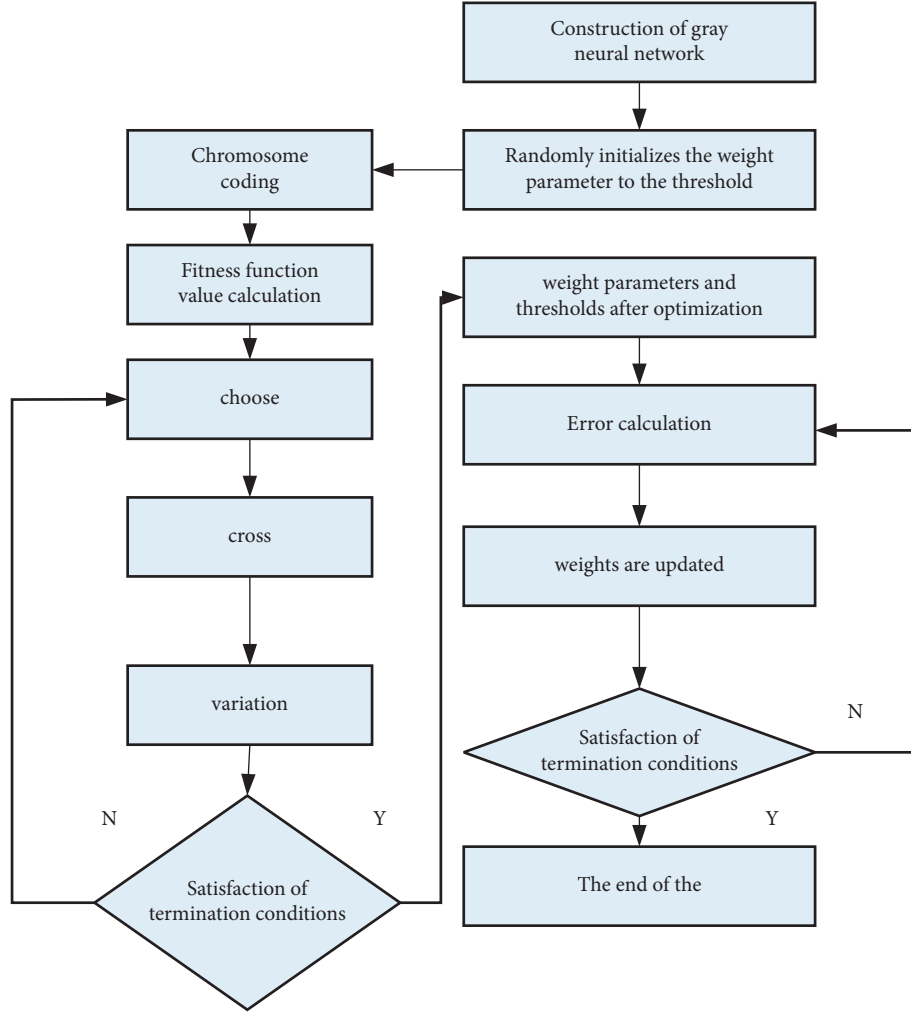 Construction of gray
neural network
Randomly initializes the weight
parameter to the threshold
Chromosome
coding
Fitness function
value calculation
choose
cross
variation
N
Y
Satisfaction of
termination conditions
weight parameters and
thresholds after optimization
Error calculation
weights are updated
Satisfaction of
termination conditions
N
Y
The end of the